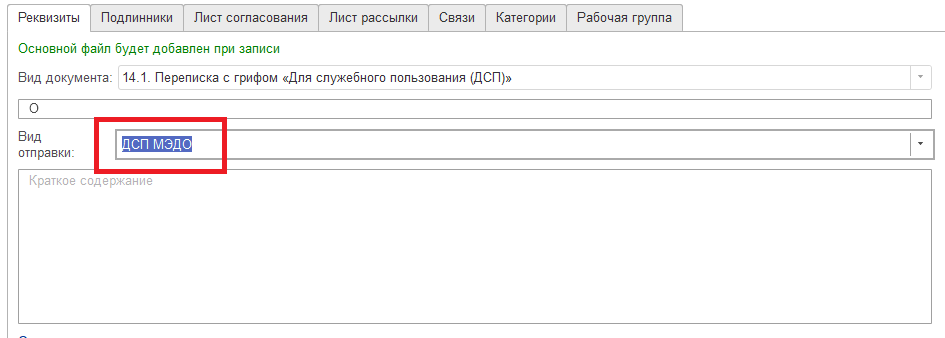 Реквизиты Подлинники Лист согласования Лист рассылки Связи Категории Рабочая группа
Основной файл будет добавлен при записи
Вид документа: 14.1. Переписка с грифом «Для служебного пользования (ДСП)»
О
Вид
отправки:
ДСП МЭДО
Краткое содержание